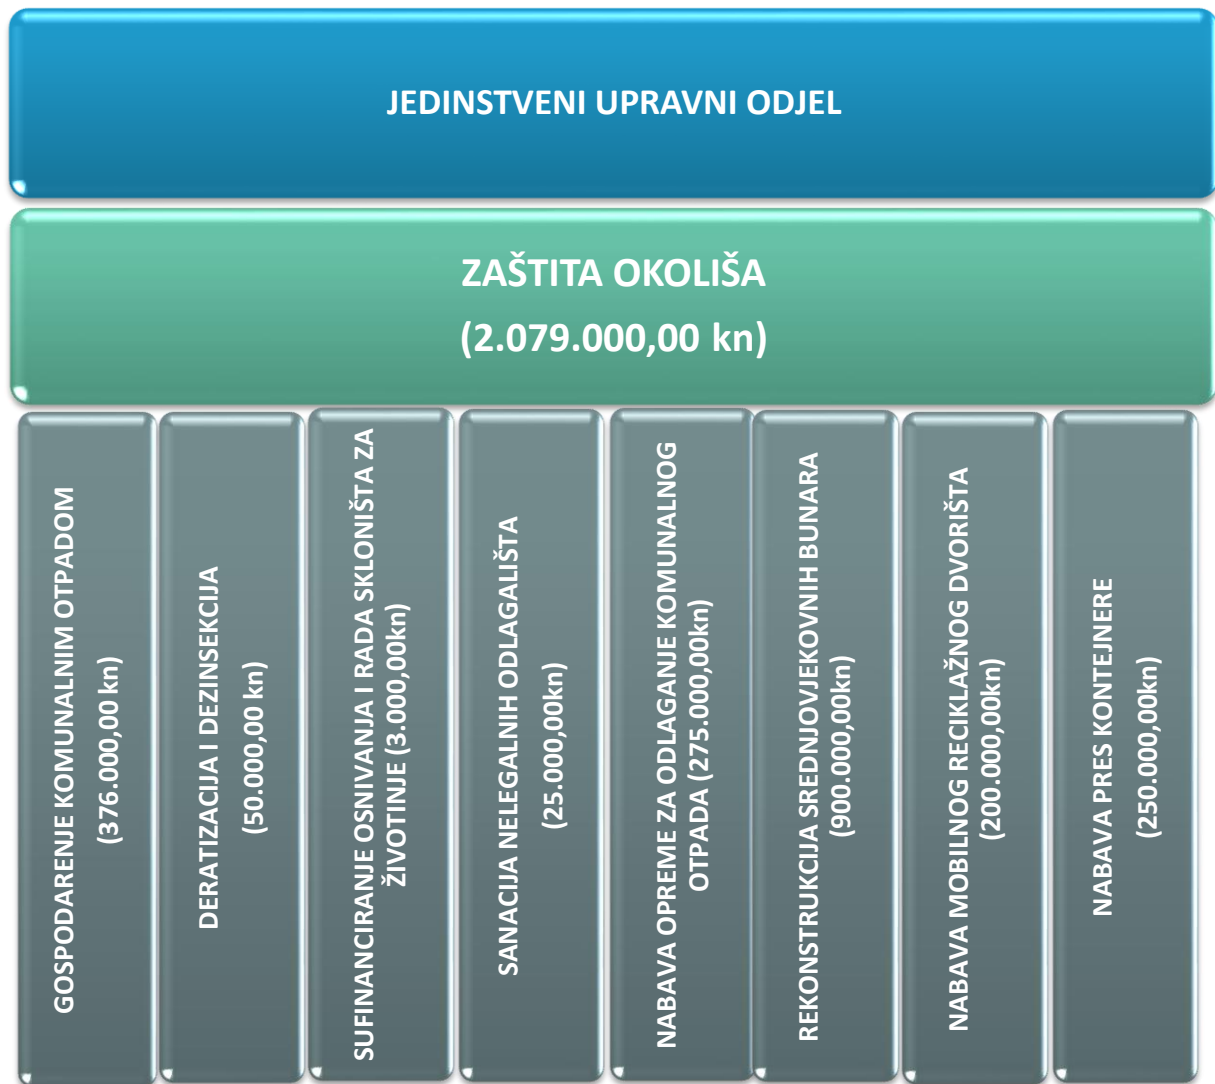 JEDINSTVENI UPRAVNI ODJEL
ZAŠTITA OKOLIŠA
(2.079.000,00 kn)
GOSPODARENJE KOMUNALNIM OTPADOM
(376.000,00 kn)
DERATIZACIJA I DEZINSEKCIJA
(50.000,00 kn)
SUFINANCIRANJE OSNIVANJA I RADA SKLONIŠTA ZA
ŽIVOTINJE (3.000,00kn)
SANACIJA NELEGALNIH ODLAGALIŠTA
(25.000,00kn)
NABAVA OPREME ZA ODLAGANJE KOMUNALNOG
OTPADA (275.000,00kn)
REKONSTRUKCIJA SREDNJOVJEKOVNIH BUNARA
(900.000,00kn)
NABAVA MOBILNOG RECIKLAŽNOG DVORIŠTA
(200.000,00kn)
NABAVA PRES KONTEJNERE
(250.000,00kn)